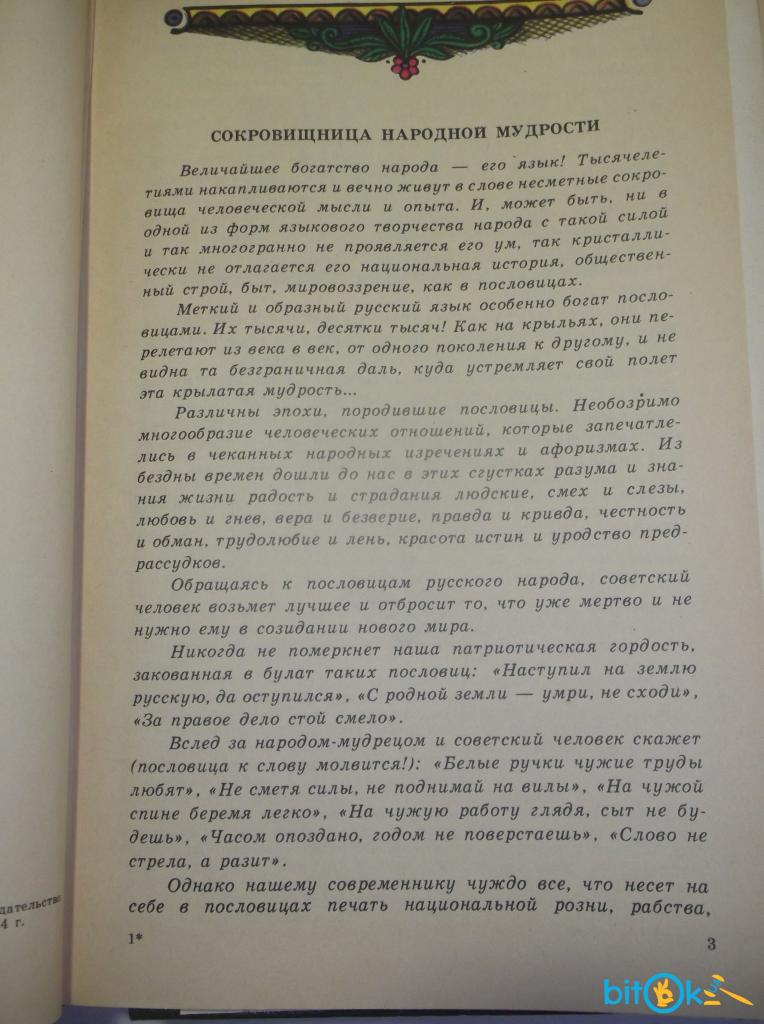 СОКРОВИЩНИЦА НАРОДНОЙ МУДРОСТИ
Величайшее богатство народа — его язык! Тысячеле-
тиями накапливаются и вечно живут в слове несметные сокро-
вища человеческой мысли и опыта. И, может быть, ни в
одной из форм языкового творчества народа с такой силой
и так многогранно не проявляется его ум, так кристалли-
чески не отлагается его национальная история, обществен-
ный строй, быт, мировоззрение, как в пословицах.
Меткий и образный русский язык особенно богат посло-
вицами. Их тысячи, десятки тысяч! Как на крыльях, они пе-
релетают из века в век, от одного поколения к другому, и не
видна та безграничная даль, куда устремляет свой полет
эта крылатая мудрость...
Различны эпохи, породившие пословицы. Необозримо
многообразие человеческих отношений, которые запечатле-
лись в чеканных народных изречениях и афоризмах. Из
бездны времен дошли до нас в этих сгустках разума и зна-
ния жизни радость и страдания людские, смех и слезы,
любовь и гнев, вера и безверие, правда и кривда, честность
и обман, трудолюбие и лень, красота истин и уродство пред-
рассудков.
Обращаясь к пословицам русского народа, советский
человек возьмет лучшее и отбросит то, что уже мертво и не
нужно ему в созидании нового мира.
Никогда не померкнет наша патриотическая гордость,
закованная в булат таких пословиц: «Наступил на землю
русскую, да оступился», «С родной земли — умри, не сходи»,
«За правое дело стой смело».
Вслед за народом-мудрецом и советский человек скажет
(пословица к слову молвится!): «Белые ручки чужие труды
любят», «Не сметя силы, не поднимай на вилы», «На чужой
спине беремя легко», «На чужую работу глядя, сыт не бу-
дешь», «Часом опоздано, годом не поверстаешь», «Слово не
стрела, а разит».
Однако нашему современнику чуждо все, что несет на
себе в пословицах печать национальной розни, рабства,
1*
3
дательство
4 г.
bitok